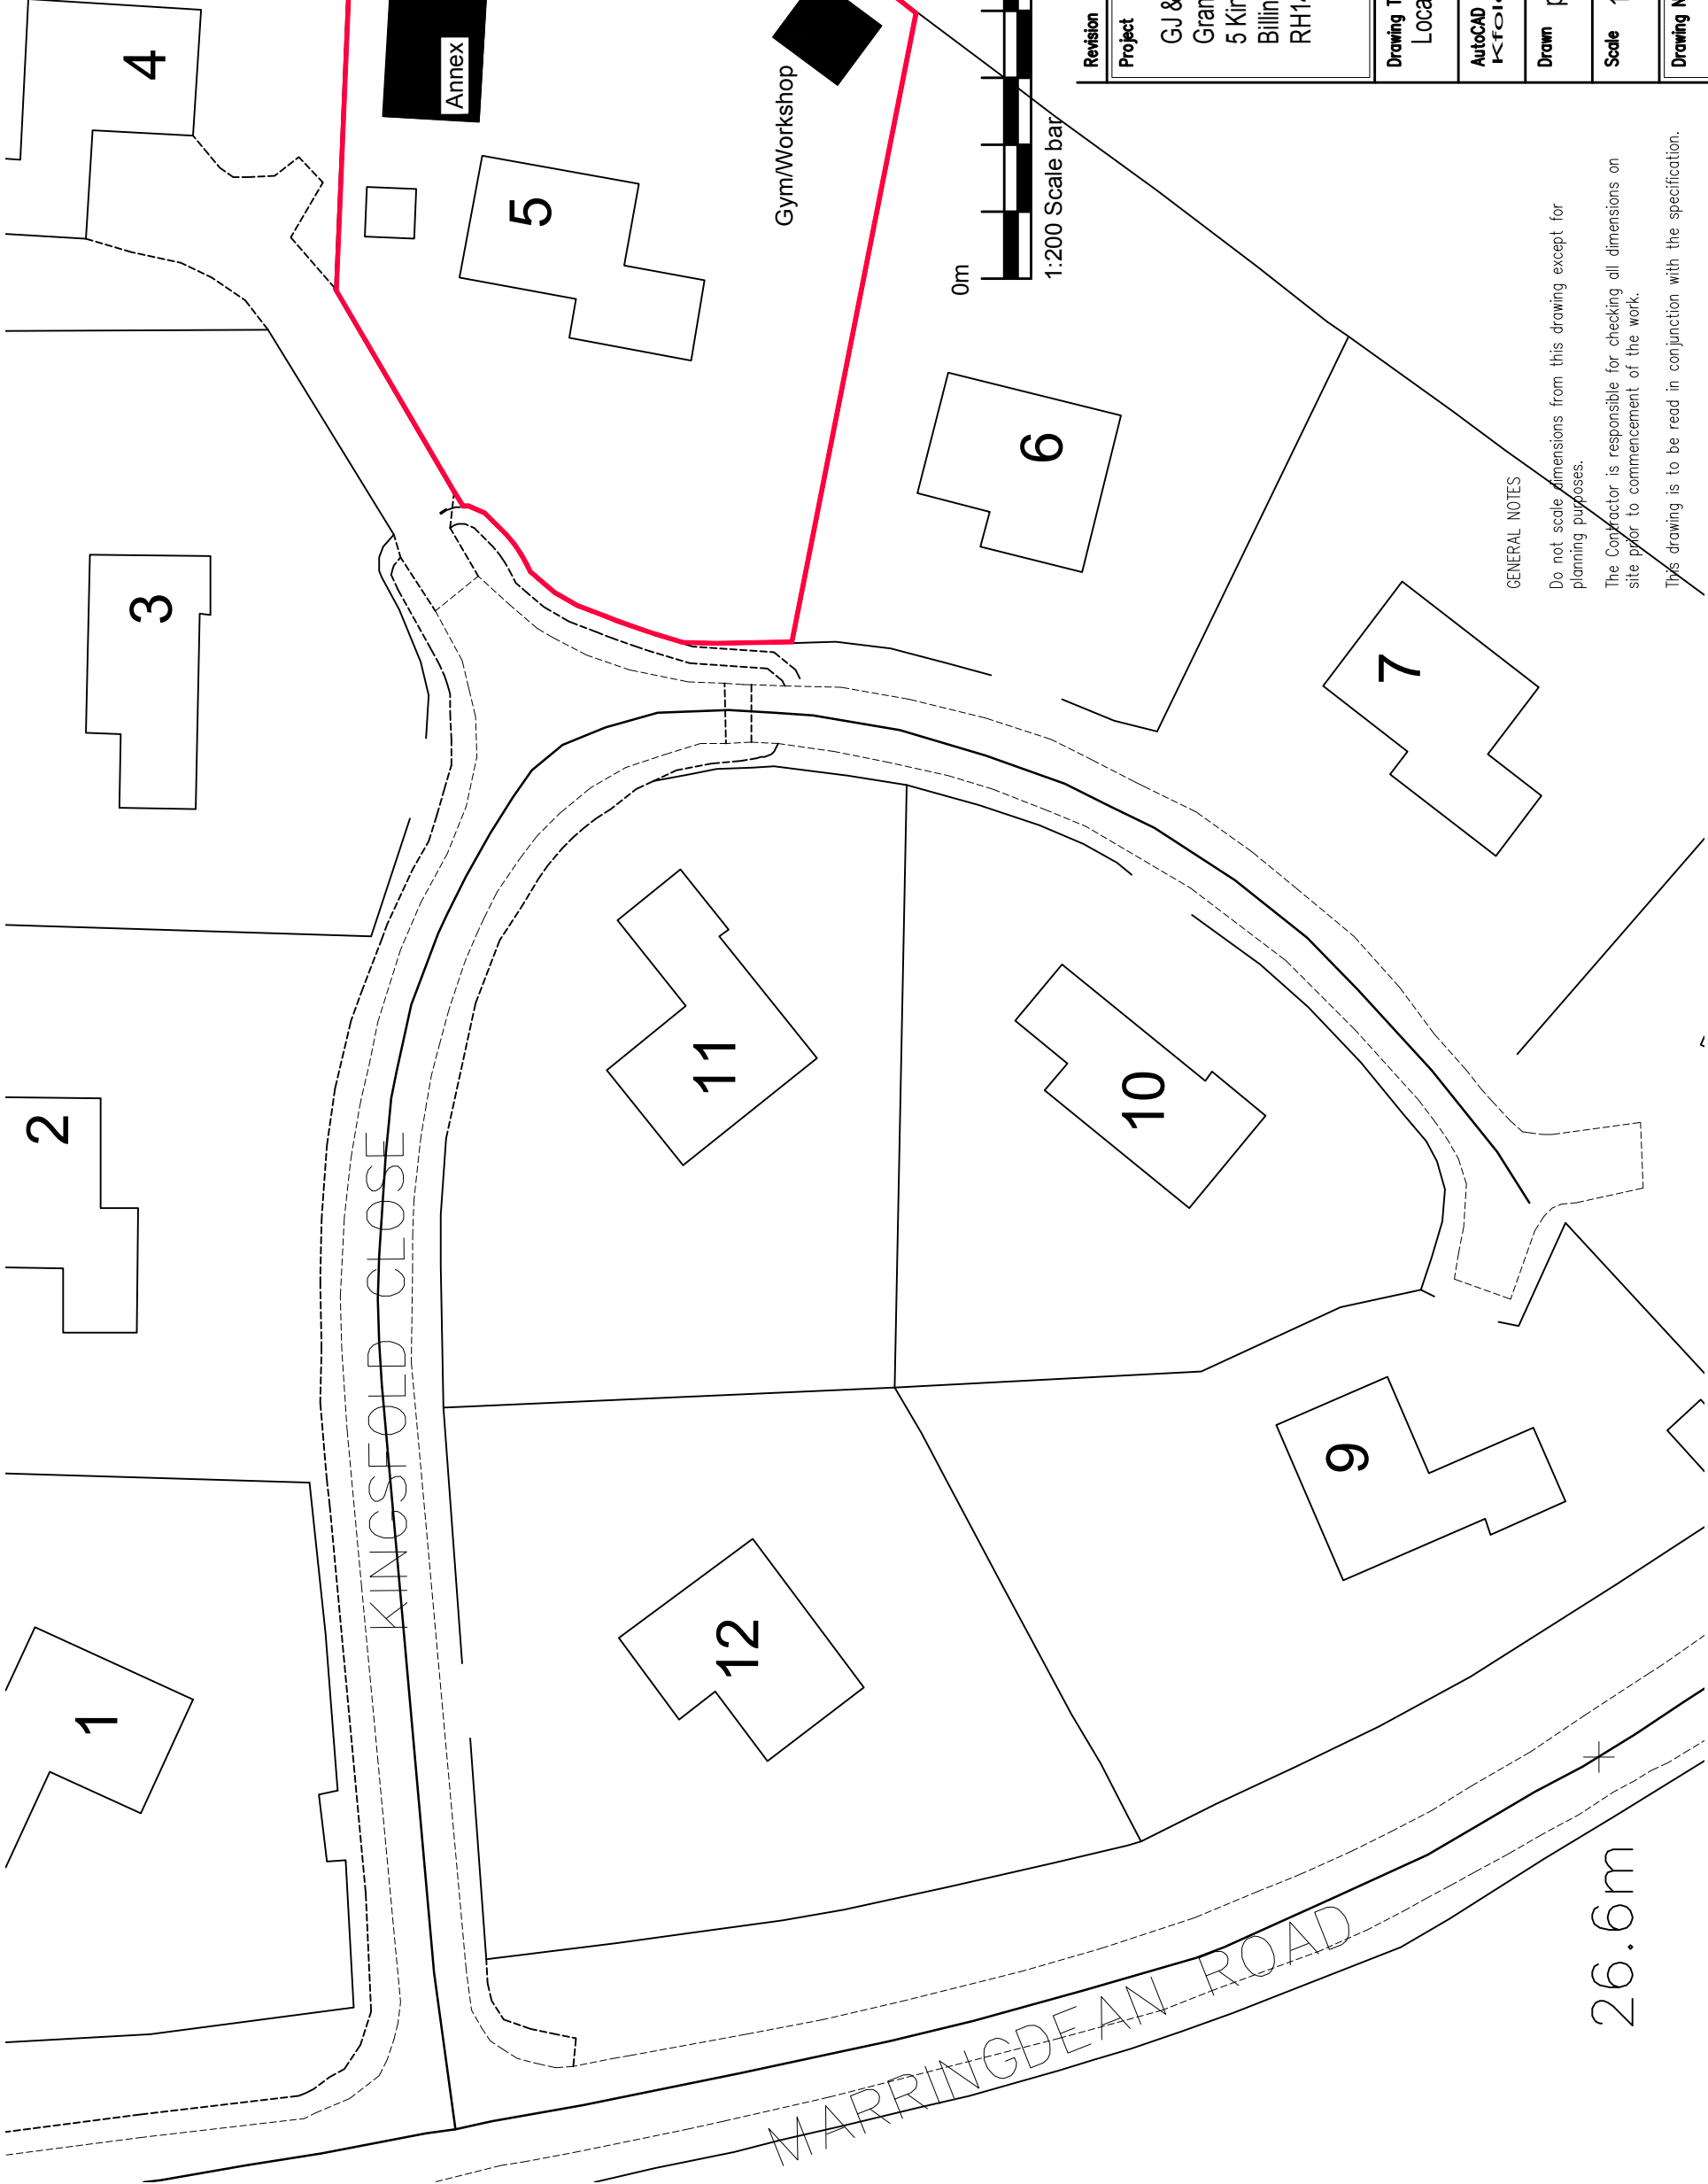 4
Annex
5
Gym/Workshop
3
6
7
2
11
10
1
12
9
KINGSFOLD CLOSE
MARRINGDEAN ROAD
26.6m
0m
1:200 Scale bar
GENERAL NOTES
Do not scale dimensions from this drawing except for
planning purposes.
The Contractor is responsible for checking all dimensions on
site prior to commencement of the work.
This drawing is to be read in conjunction with the specification.
Revision
Project
GJ &
5
Drawing
AutoCAD
Drawn
Scale
Drawing